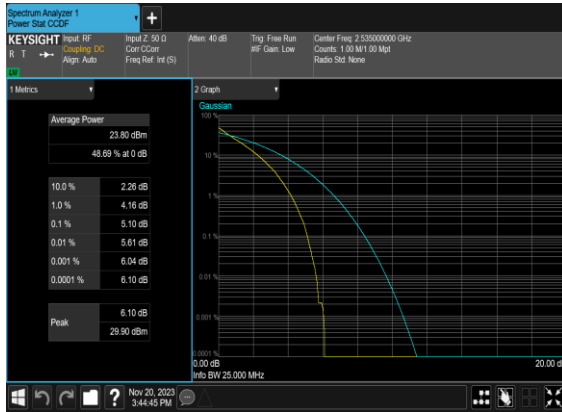 Spectrum Analyzer 1
Power Stat CCDF
+
KEYSIGHT
R T
LXI
Input: RF
Coupling: DC
Align: Auto
Input Z: 50 Ω
Corr CCorr
Freq Ref: Int (S)
Atten: 40 dB
Trig: Free Run
#IF Gain: Low
Center Freq: 2.535000000 GHz
Counts: 1.00 M/1.00 Mpt
Radio Std: None
1 Metrics
Average Power
23.80 dBm
48.69 % at 0 dB
10.0 % 2.26 dB
1.0 % 4.16 dB
0.1 % 5.10 dB
0.01 % 5.61 dB
0.001 % 6.04 dB
0.0001 % 6.10 dB
Peak
6.10 dB
29.90 dBm
2 Graph
Gaussian
100 %
10 %
1 %
0.1 %
0.01 %
0.001 %
0.0001 %
0.00 dB
20.00 d
Info BW 25.000 MHz
?
Nov 20, 2023
3:44:45 PM